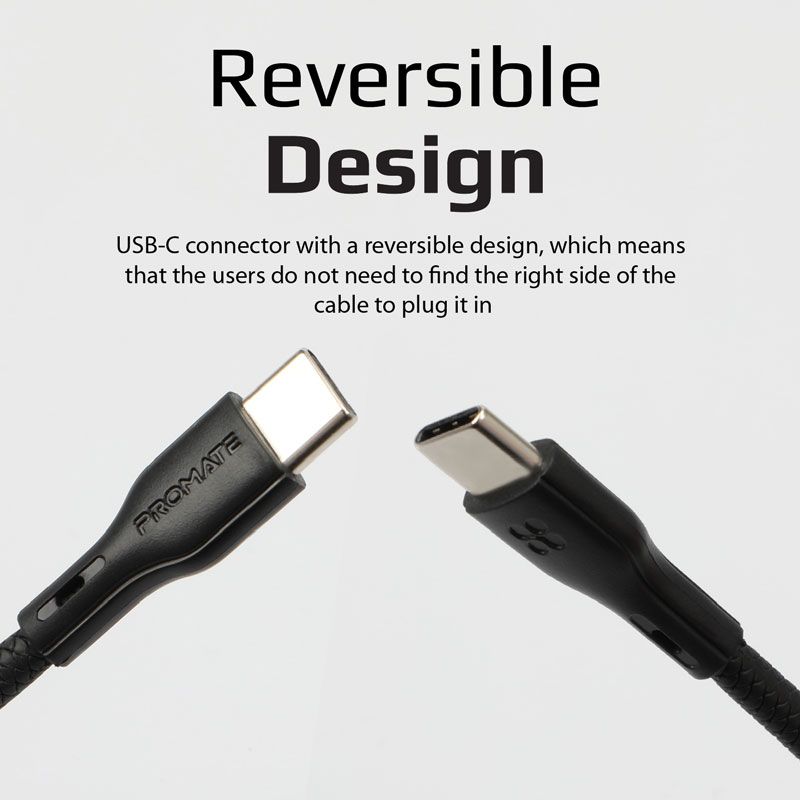 Reversible
Design
USB-C connector with a reversible design, which means
that the users do not need to find the right side of the
cable to plug it in
PROMATE